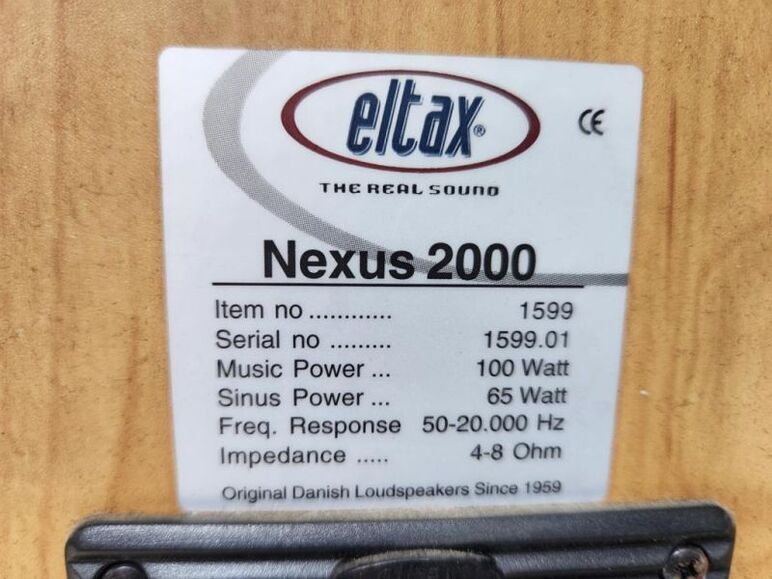 eltax®
CE
THE REAL SOUND
Nexus 2000
Item no ............ 1599
Serial no ......... 1599.01
Music Power ... 100 Watt
Sinus Power ... 65 Watt
Freq. Response 50-20.000 Hz
Impedance ..... 4-8 Ohm
Original Danish Loudspeakers Since 1959